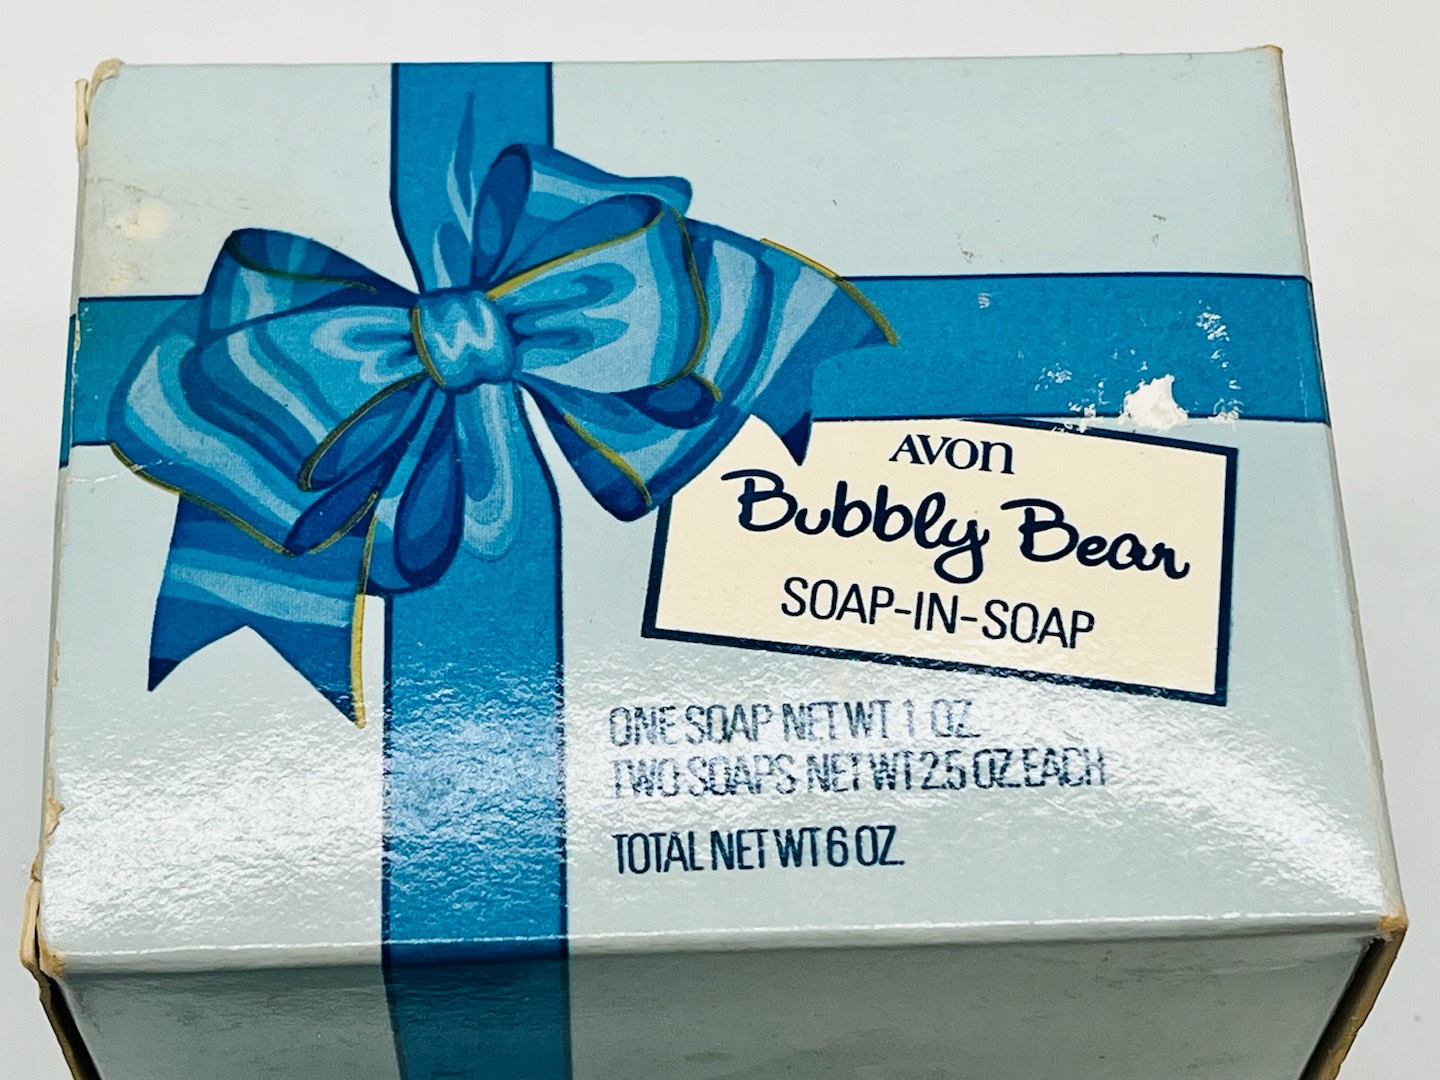 AVON
Bubbly Bear
SOAP-IN-SOAP
ONE SOAP NET WT 1 OZ.
TWO SOAPS NET WT 2.5 OZ. EACH
TOTAL NET WT 6 OZ.